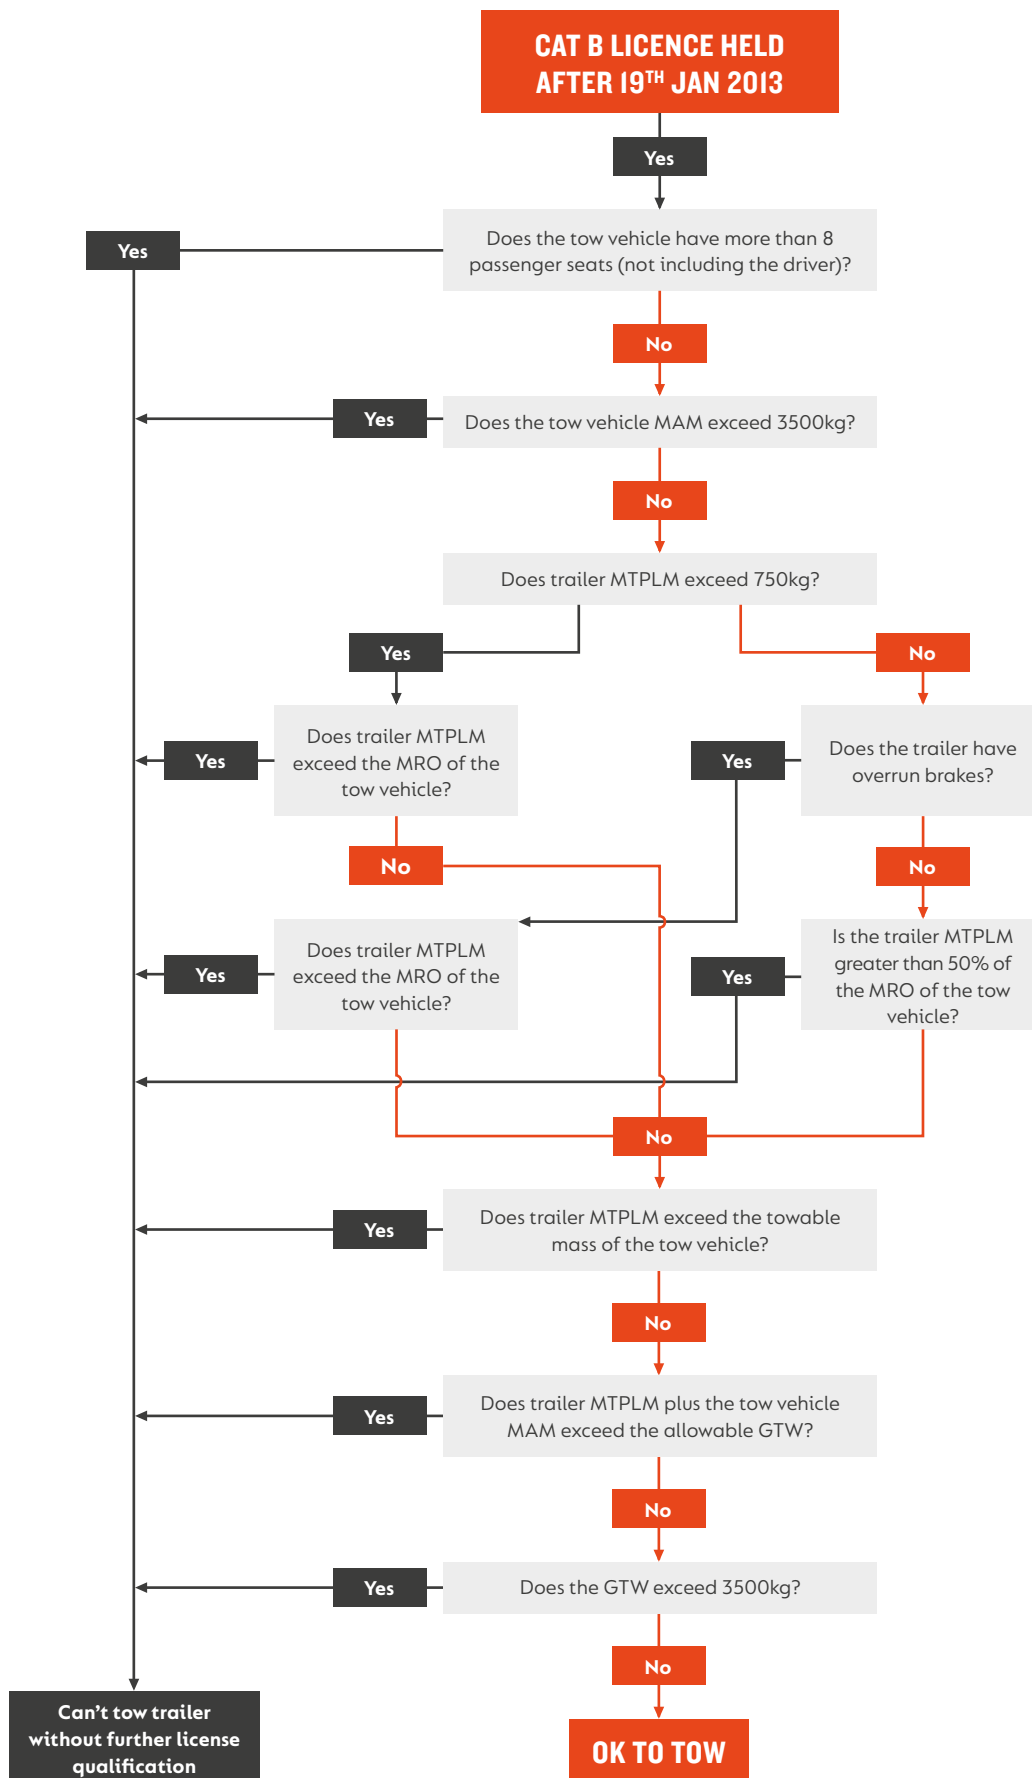 CAT B LICENCE HELD
AFTER 19TH JAN 2013
Yes
Does the tow vehicle have more than 8
passenger seats (not including the driver)?
Yes
No
Does the tow vehicle MAM exceed 3500kg?
Yes
No
Does trailer MTPLM exceed 750kg?
Yes
No
Does trailer MTPLM
exceed the MRO of the
tow vehicle?
Yes
No
Does the trailer have
overrun brakes?
Yes
No
Does trailer MTPLM
exceed the MRO of the
tow vehicle?
Yes
Is the trailer MTPLM
greater than 50% of
the MRO of the tow
vehicle?
Yes
No
Does trailer MTPLM exceed the towable
mass of the tow vehicle?
Yes
No
Does trailer MTPLM plus the tow vehicle
MAM exceed the allowable GTW?
Yes
No
Does the GTW exceed 3500kg?
Yes
No
Can't tow trailer
without further license
qualification
OK TO TOW